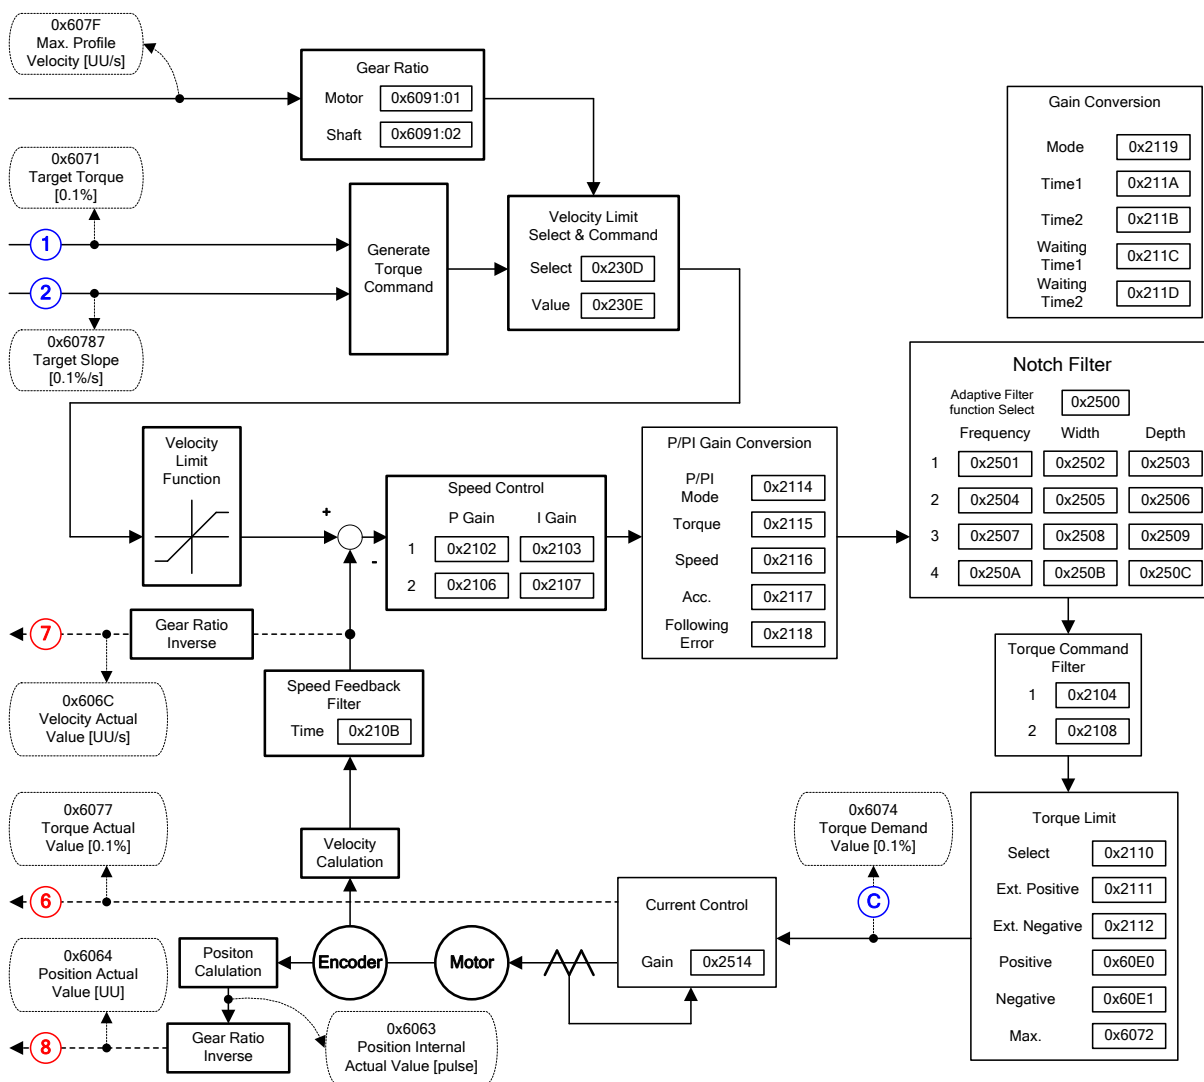 0x607F
Max. Profile
Velocity [UU/s]
Gear Ratio
Motor 0x6091:01
Shaft 0x6091:02
Gain Conversion
Mode 0x2119
Time1 0x211A
Time2 0x211B
Waiting
Time1 0x211C
Waiting
Time2 0x211D
0x6071
Target Torque
[0.1%]
1
2
0x60787
Target Slope
[0.1%/s]
Generate
Torque
Command
Velocity Limit
Select & Command
Select 0x230D
Value 0x230E
Notch Filter
Adaptive Filter
function Select 0x2500
Frequency Width Depth
1 0x2501 0x2502 0x2503
2 0x2504 0x2505 0x2506
3 0x2507 0x2508 0x2509
4 0x250A 0x250B 0x250C
Velocity
Limit
Function
+
-
Speed Control
P Gain I Gain
1 0x2102 0x2103
2 0x2106 0x2107
P/PI Gain Conversion
P/PI
Mode 0x2114
Torque 0x2115
Speed 0x2116
Acc. 0x2117
Following
Error 0x2118
7
Gear Ratio
Inverse
0x606C
Velocity Actual
Value [UU/s]
Speed Feedback
Filter
Time 0x210B
Torque Command
Filter
1 0x2104
2 0x2108
0x6077
Torque Actual
Value [0.1%]
Velocity
Calulation
0x6074
Torque Demand
Value [0.1%]
Torque Limit
Select 0x2110
Ext. Positive 0x2111
Ext. Negative 0x2112
Positive 0x60E0
Negative 0x60E1
Max. 0x6072
6
C
Current Control
Gain 0x2514
0x6064
Position Actual
Value [UU]
Positon
Calulation
Encoder
Motor
8
Gear Ratio
Inverse
0x6063
Position Internal
Actual Value [pulse]